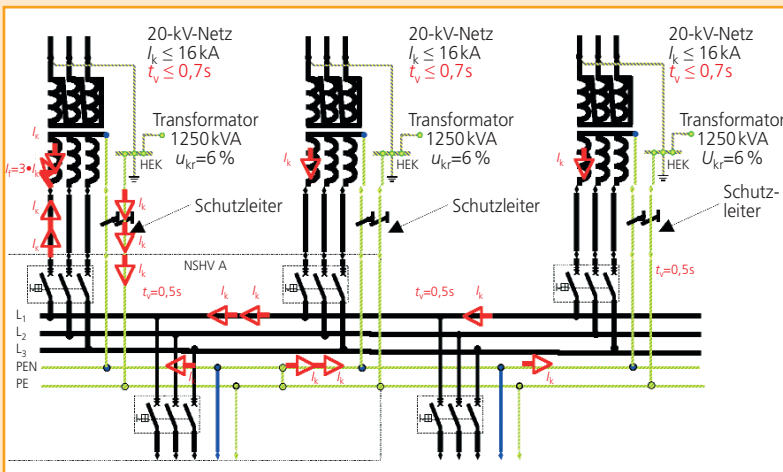 20-kV-Netz
Ik ≤ 16 kA
tv ≤ 0,7s
20-kV-Netz
Ik ≤ 16 kA
tv ≤ 0,7s
20-kV-Netz
Ik ≤ 16 kA
tv ≤ 0,7s
Transformator
1250 kVA
ukr=6 %
Transformator
1250 kVA
ukr=6 %
Transformator
1250 kVA
Ukr=6 %
HEK
HEK
HEK
Ik
If=3•Ik
Ik
Ik
Ik
Ik
Ik
Ik
Ik
Schutzleiter
Schutzleiter
Schutz-
leiter
NSHV A
tv=0,5s
Ik
tv=0,5s
Ik
tv=0,5s
L1
L2
L3
PEN
PE
Ik
Ik
Ik
Ik